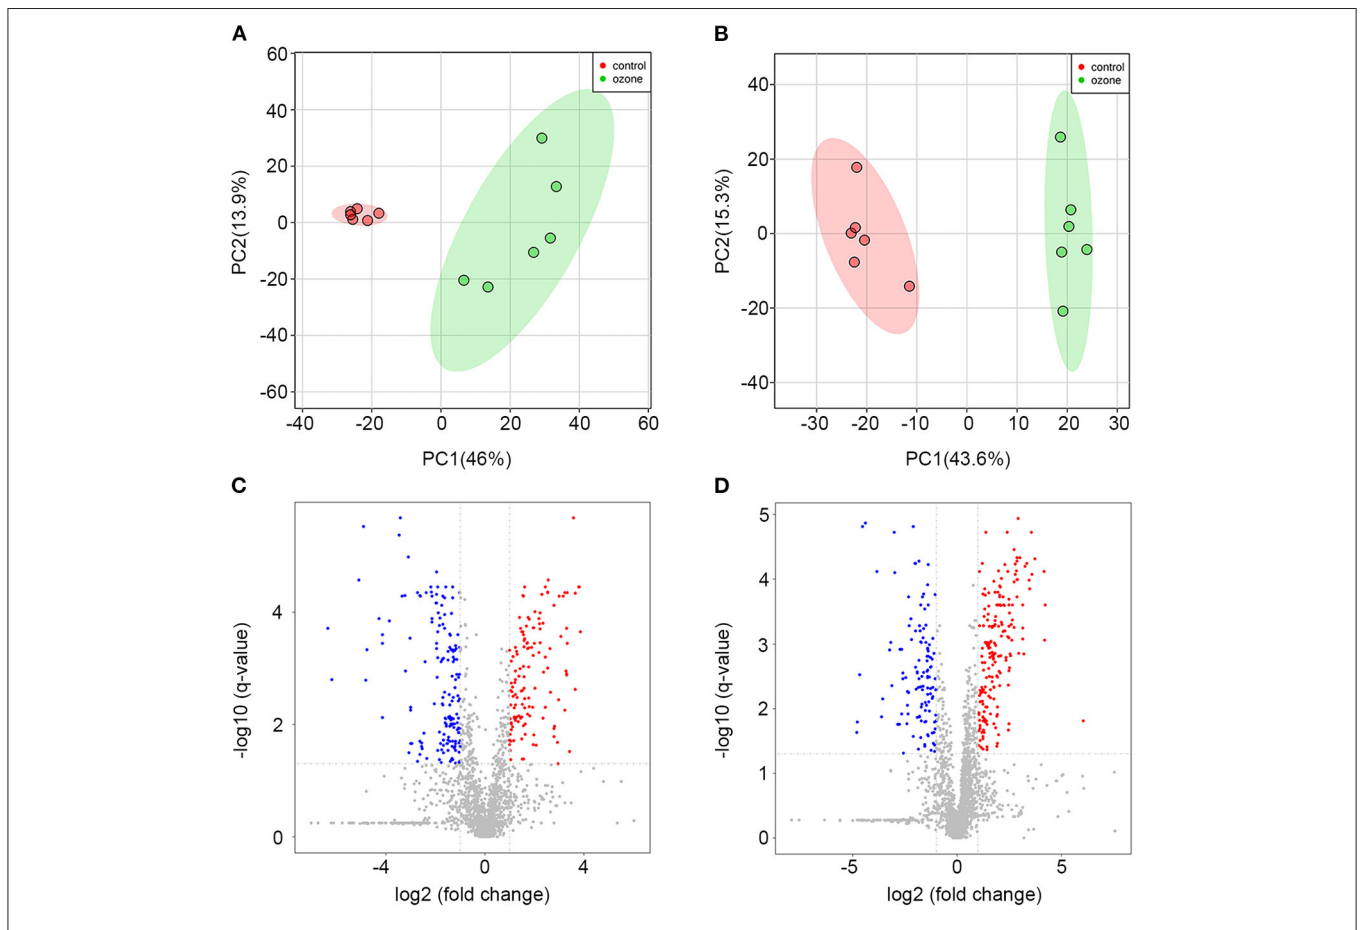 A
60
40
20
0
-20
-40
-60
PC2(13.9%)
-40 -20 0 20 40 60
PC1(46%)
control
ozone
B
40
20
0
-20
-40
PC2(15.3%)
-30 -20 -10 0 10 20 30
PC1(43.6%)
control
ozone
C
4
2
0
-log10 (q-value)
-4 0 4
log2 (fold change)
D
5
4
3
2
1
0
-log10 (q-value)
-5 0 5
log2 (fold change)